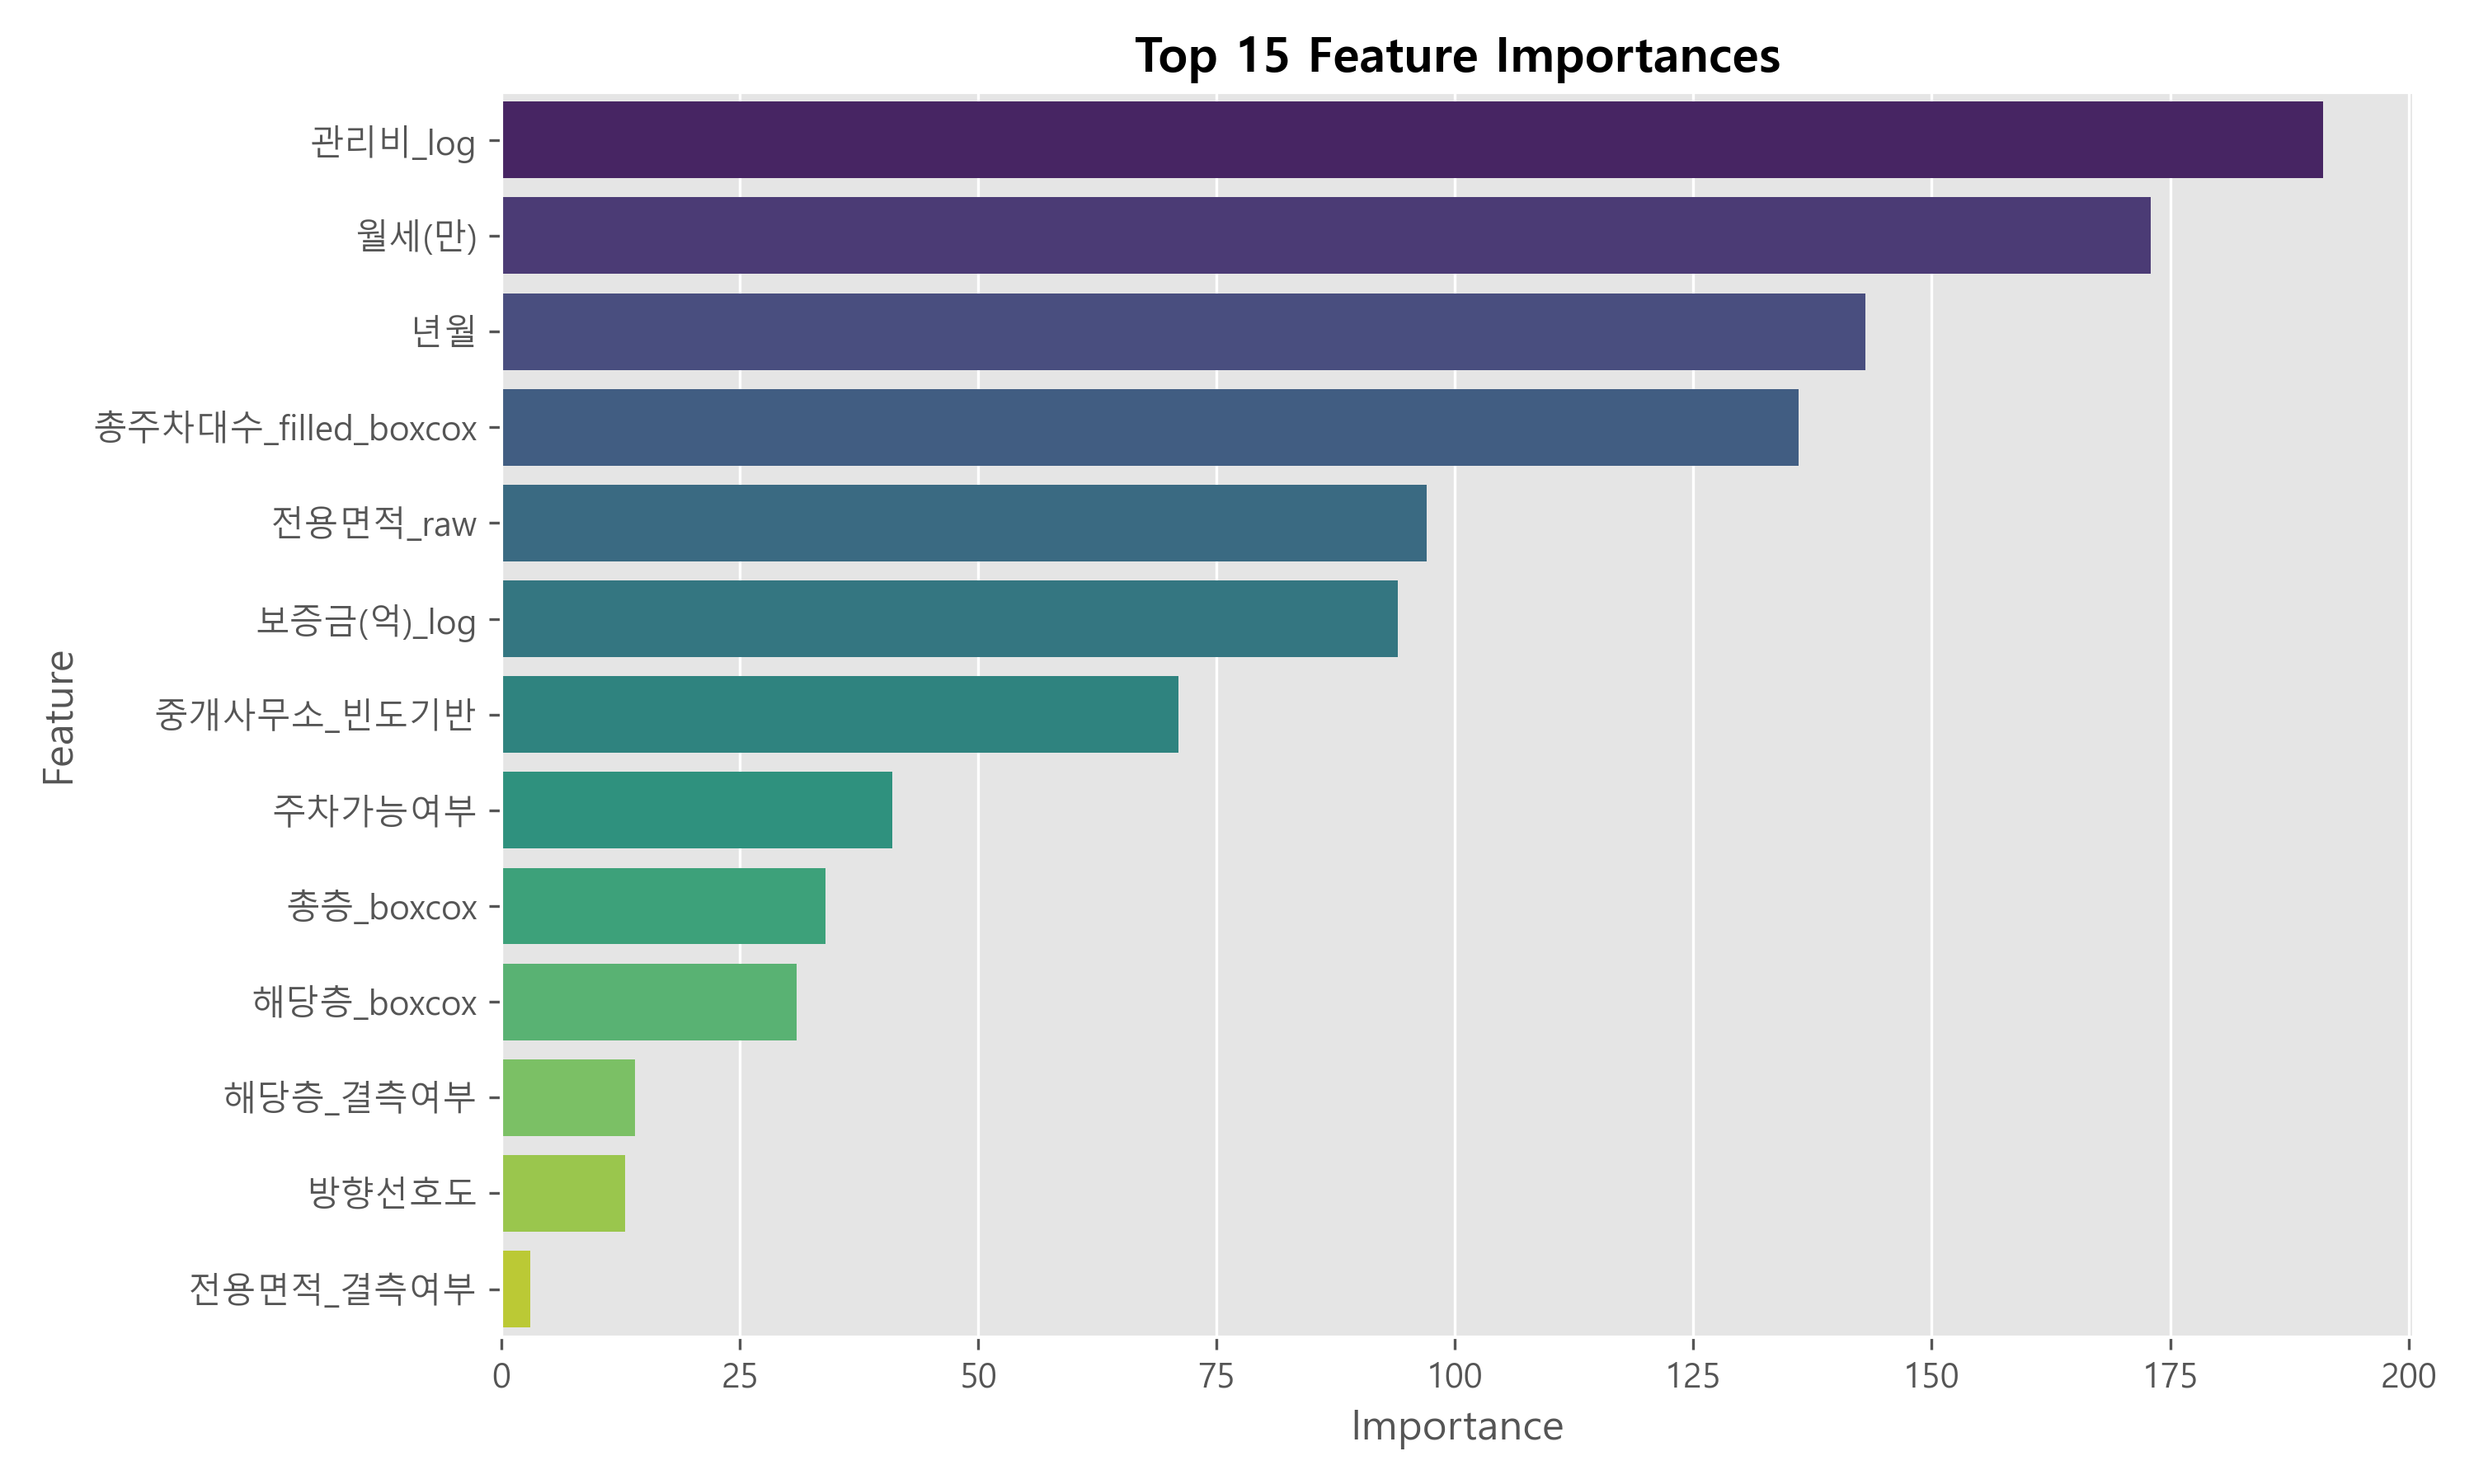 Top 15 Feature Importances
관리비_log
월세(만)
년월
총주차대수_filled_boxcox
전용면적_raw
보증금(억)_log
중개사무소_빈도기반
주차가능여부
총층_boxcox
해당층_boxcox
해당층_결측여부
방향선호도
전용면적_결측여부
Feature
0 25 50 75 100 125 150 175 200
Importance